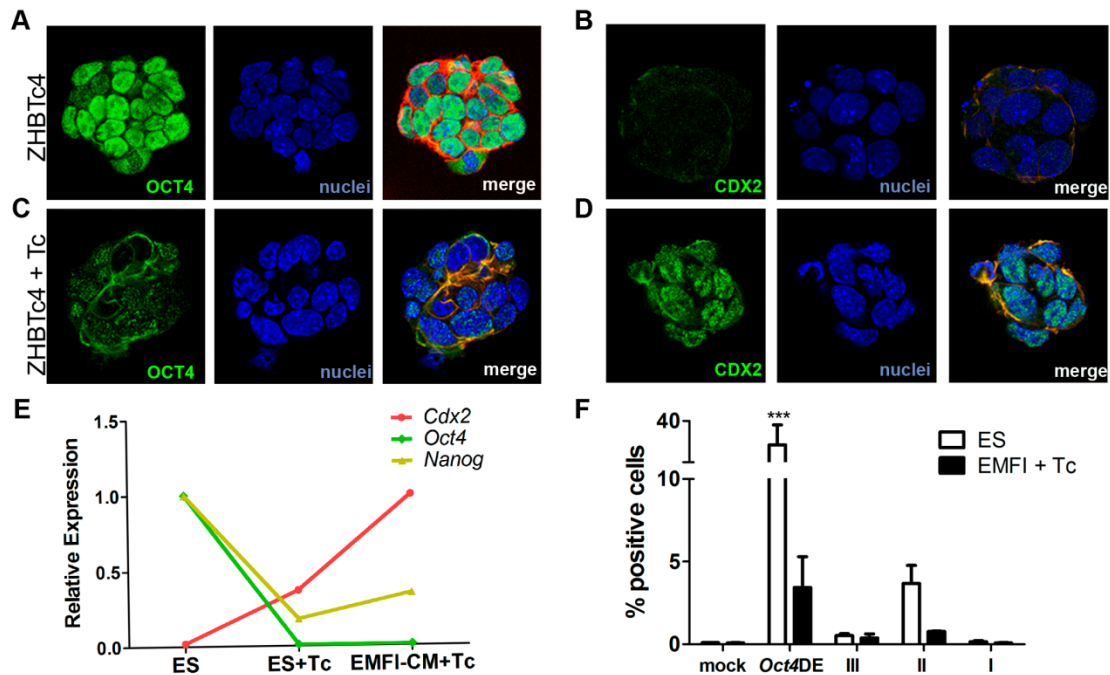 A
B
ZHBTc4
OCT4
nuclei
merge
CDX2
nuclei
merge
C
D
ZHBTc4 + Tc
OCT4
nuclei
merge
CDX2
nuclei
merge
E
Relative Expression
1.5
1.0
0.5
0.0
Cdx2
Oct4
Nanog
ES
ES+Tc
EMFI-CM+Tc
F
% positive cells
40
10
5
0
***
ES
EMFI + Tc
mock
Oct4DE
III
II
I